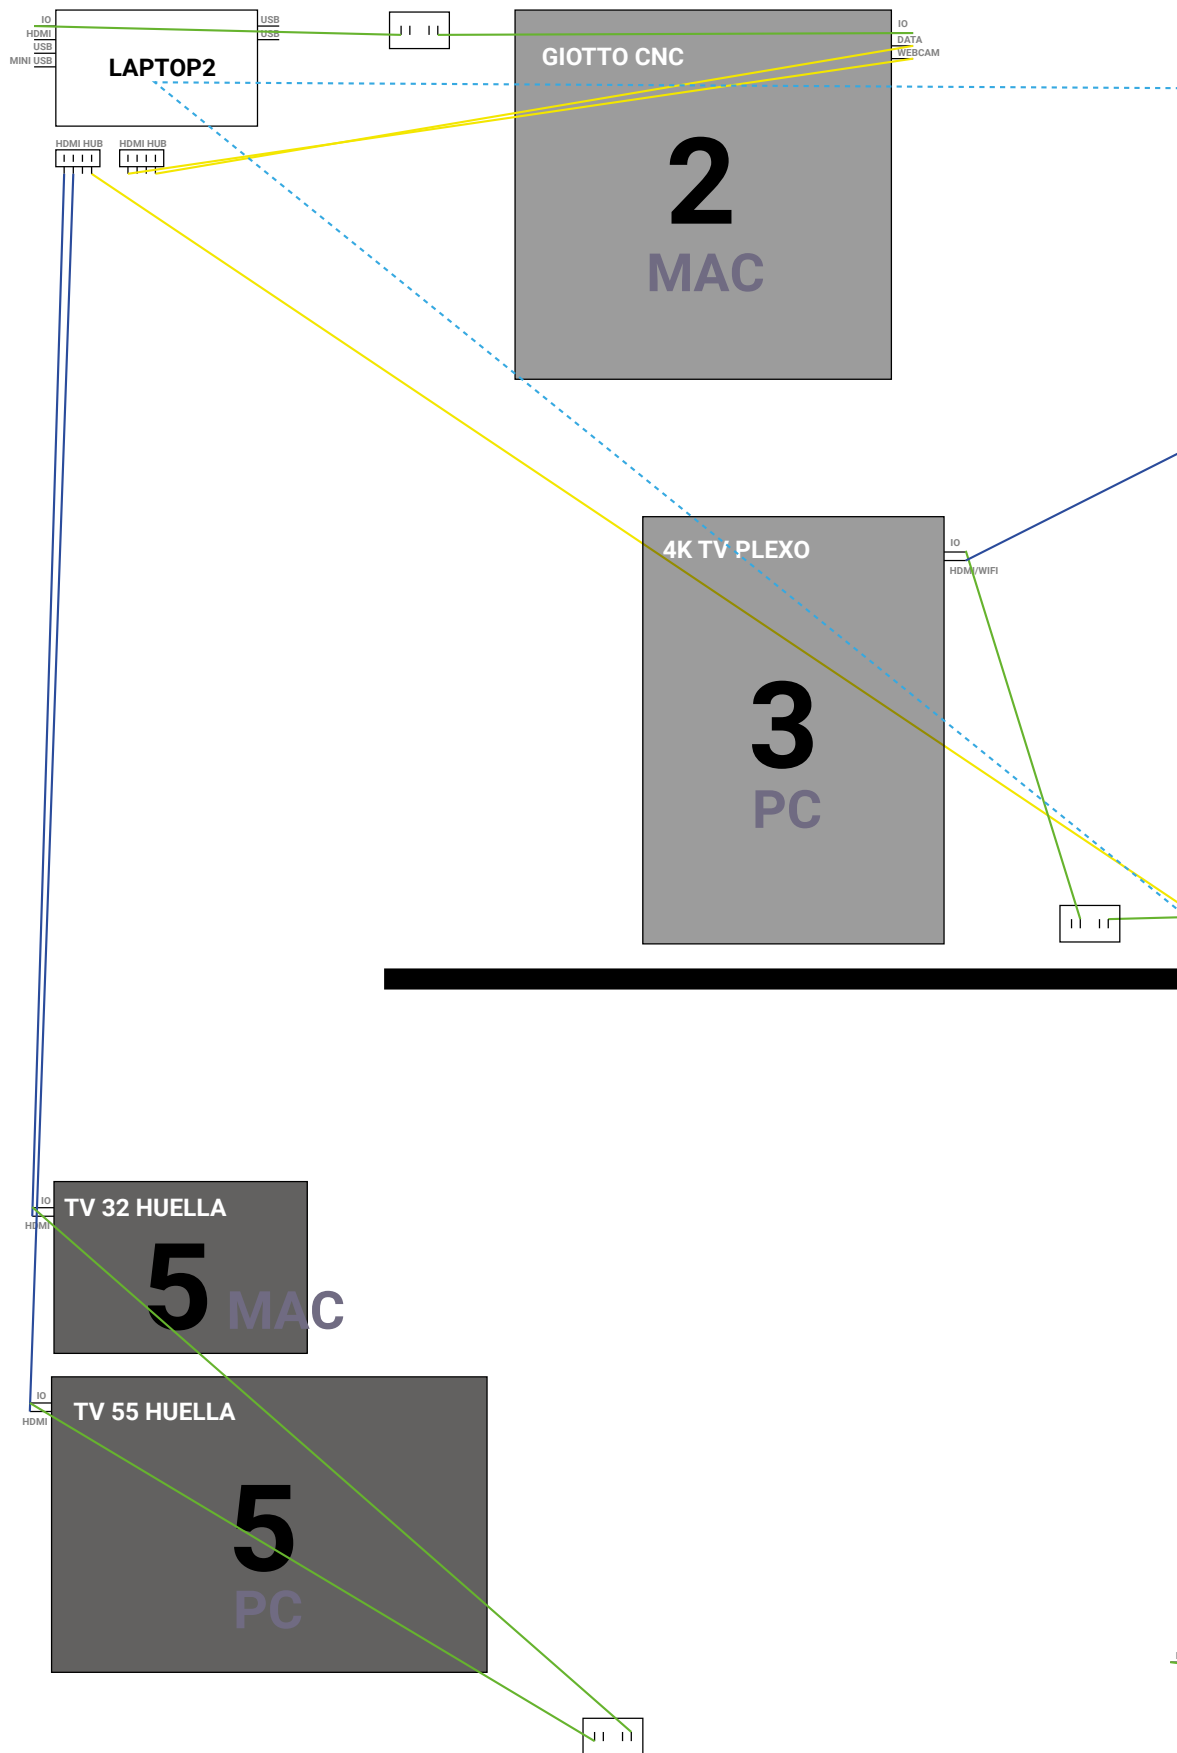 IO
HDMI
USB
MINI USB
USB
USB
LAPTOP2
HDMI HUB
HDMI HUB
GIOTTO CNC
IO
DATA
WEBCAM
2
MAC
4K TV PLEXO
IO
HDMI/WIFI
3
PC
IO
HDMI
TV 32 HUELLA
5 MAC
IO
HDMI
TV 55 HUELLA
5
PC